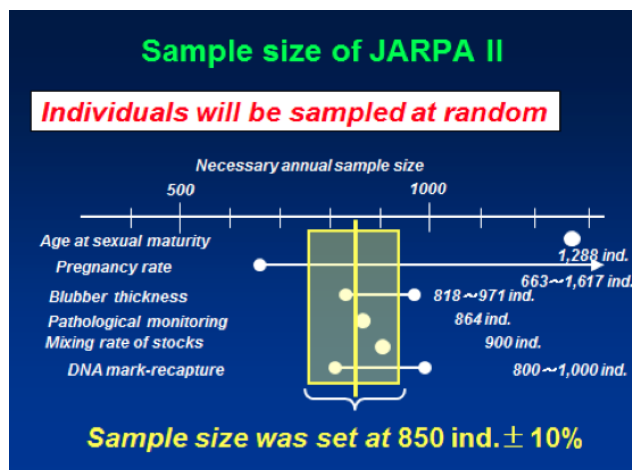 Sample size of JARPA II
Individuals will be sampled at random
Necessary annual sample size
500 1000
Age at sexual maturity
1,288 ind.
Pregnancy rate
663～1,617 ind.
Blubber thickness 818～971 ind.
Pathological monitoring 864 ind.
Mixing rate of stocks 900 ind.
DNA mark-recapture 800～1,000 ind.
Sample size was set at 850 ind.± 10%